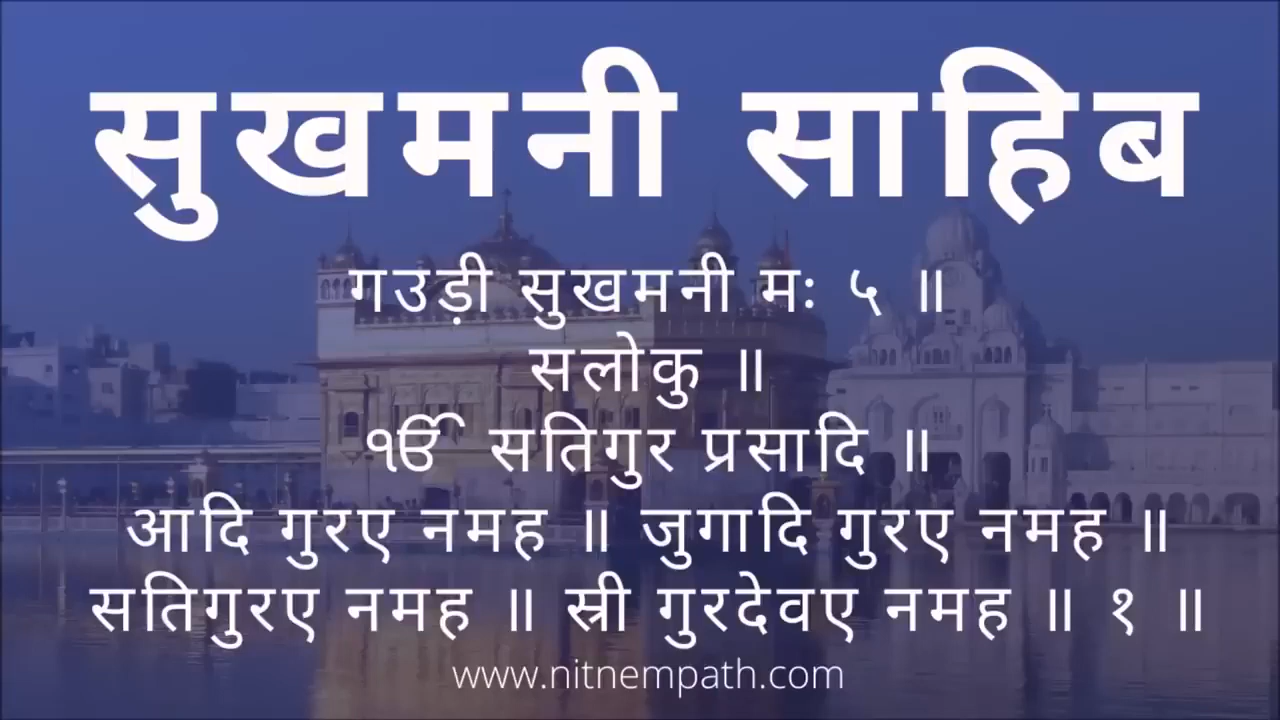 सुखमनी साहिब
गउड़ी सुखमनी मः ५ ॥
सलोकु ॥
ੴ सतिगुर प्रसादि ॥
आदि गुरए नमह ॥ जुगादि गुरए नमह ॥
सतिगुरए नमह ॥ स्री गुरदेवए नमह ॥ १ ॥
www.nitnempath.com